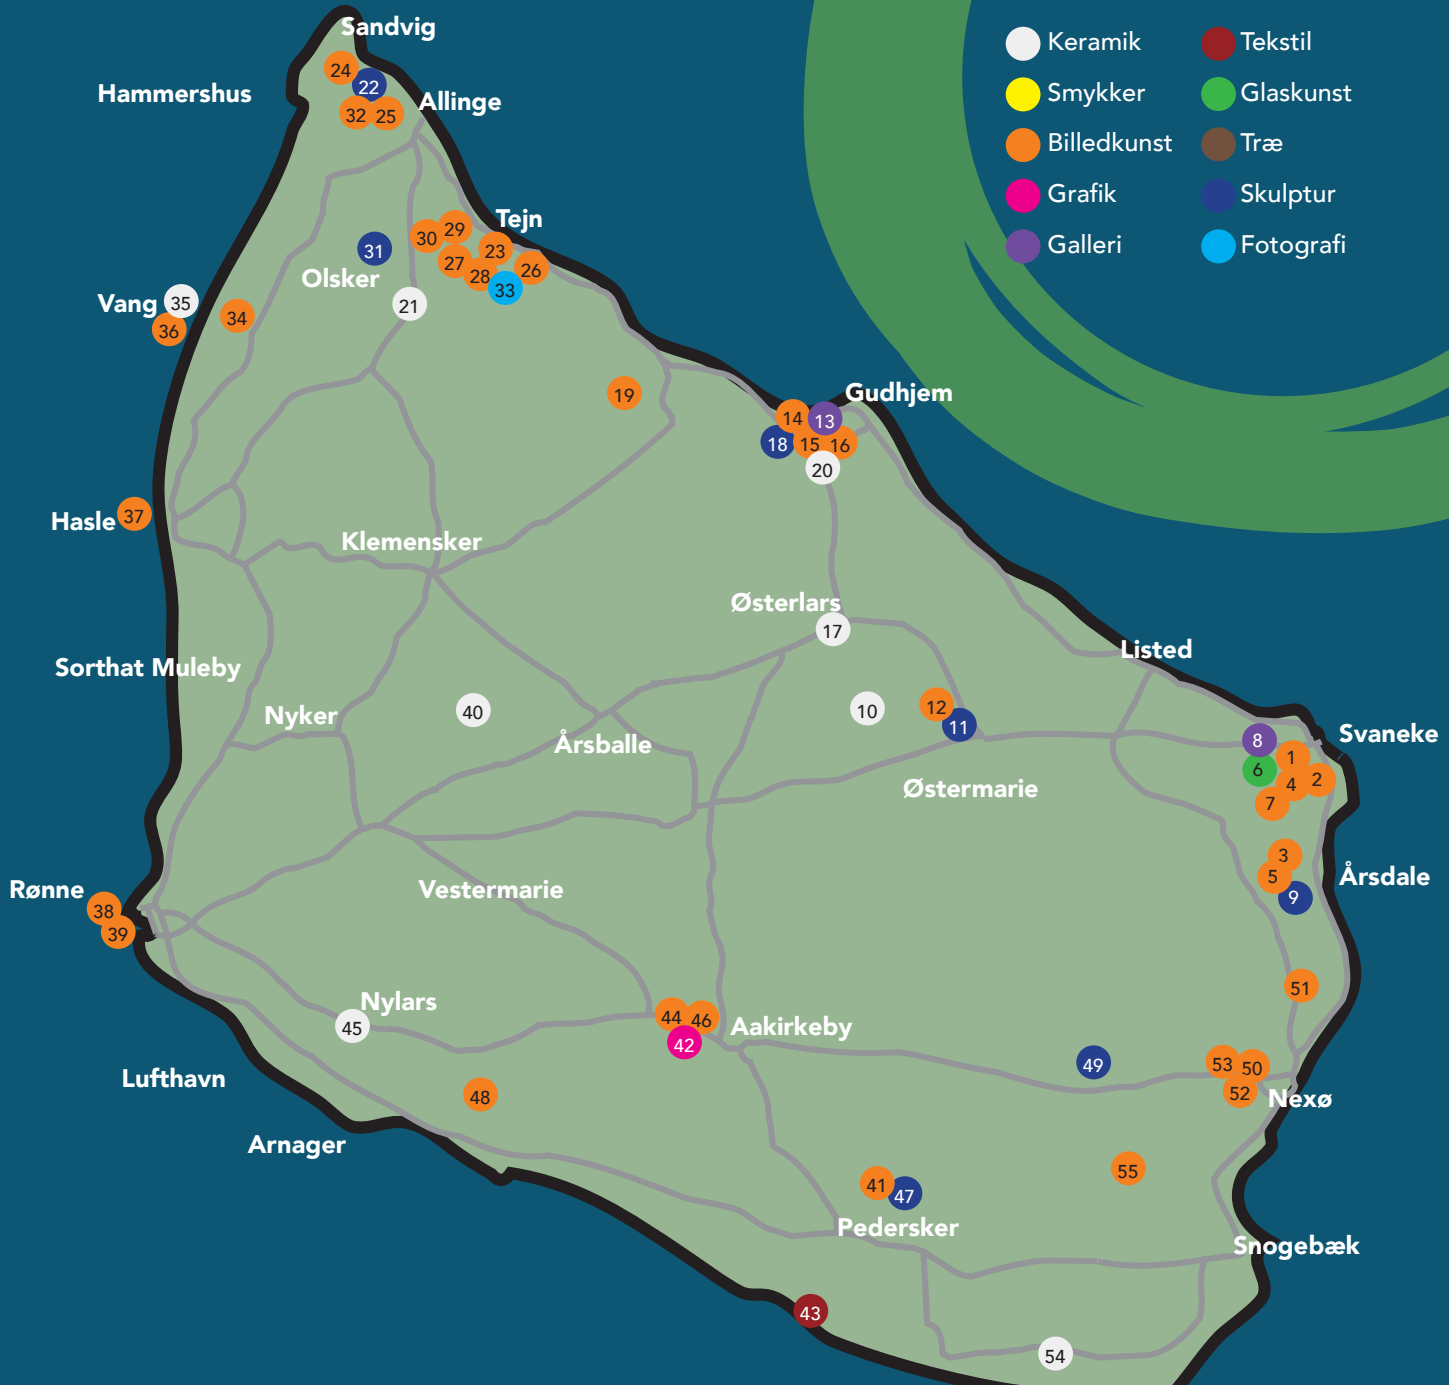 Sandvig
Keramik
Tekstil
24
22
Hammershus
Smykker
Glaskunst
Allinge
32
25
Billedkunst
Træ
Grafik
Skulptur
Tejn
29
30
31
23
Galleri
Fotografi
27
28
26
Olsker
33
Vang
35
21
34
36
19
Gudhjem
14
13
18
15
16
20
Hasle
37
Klemensker
Østerlars
17
Listed
Sorthat Muleby
Nyker
40
10
12
11
Årsballe
Svaneke
8
1
6
4
2
Østermarie
7
3
5
Årsdale
Rønne
Vestermarie
9
38
39
51
Nylars
45
44
46
Aakirkeby
42
49
53
50
Lufthavn
52
Nexø
48
Arnager
55
41
47
Pedersker
Snogebæk
43
54